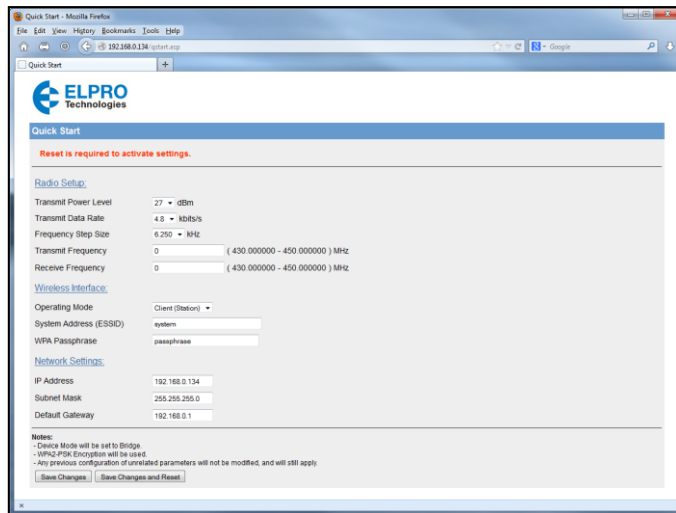 Quick Start - Mozilla Firefox
File Edit View History Bookmarks Tools Help
192.168.0.134/qstart.asp
Google
Quick Start
ELPRO
Technologies
Quick Start
Reset is required to activate settings.
Radio Setup:
Transmit Power Level 27 dBm
Transmit Data Rate 4.8 kbits/s
Frequency Step Size 6.250 kHz
Transmit Frequency 0 ( 430.000000 - 450.000000 ) MHz
Receive Frequency 0 ( 430.000000 - 450.000000 ) MHz
Wireless Interface:
Operating Mode Client (Station)
System Address (ESSID) system
WPA Passphrase passphrase
Network Settings:
IP Address 192.168.0.134
Subnet Mask 255.255.255.0
Default Gateway 192.168.0.1
Notes:
- Device Mode will be set to Bridge.
- WPA2-PSK Encryption will be used.
- Any previous configuration of unrelated parameters will not be modified, and will still apply.
Save Changes Save Changes and Reset